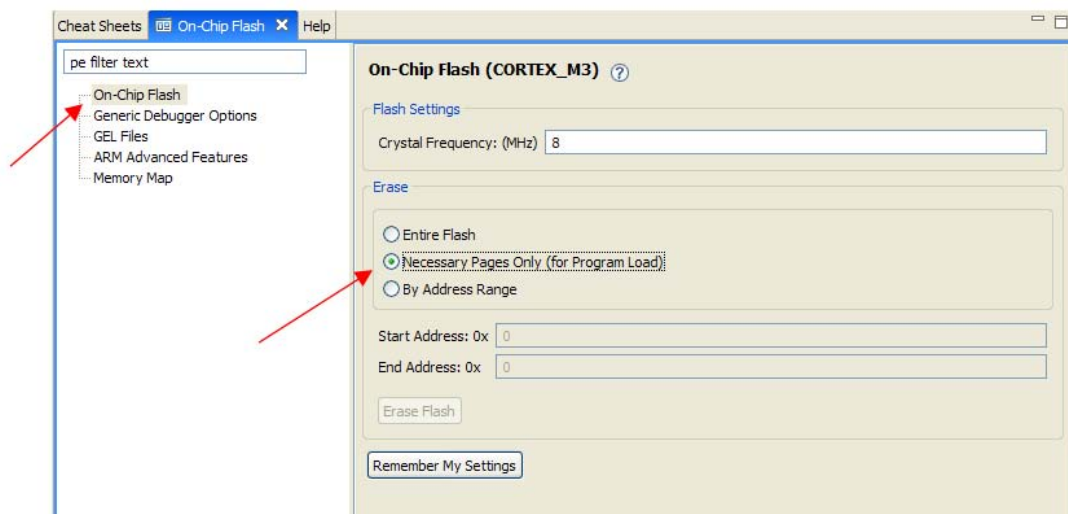 Cheat Sheets On-Chip Flash Help
pe filter text
On-Chip Flash
Generic Debugger Options
GEL Files
ARM Advanced Features
Memory Map
On-Chip Flash (CORTEX_M3) ?
Flash Settings
Crystal Frequency: (MHz) 8
Erase
Entire Flash
Necessary Pages Only (for Program Load)
By Address Range
Start Address: 0x 0
End Address: 0x 0
Erase Flash
Remember My Settings